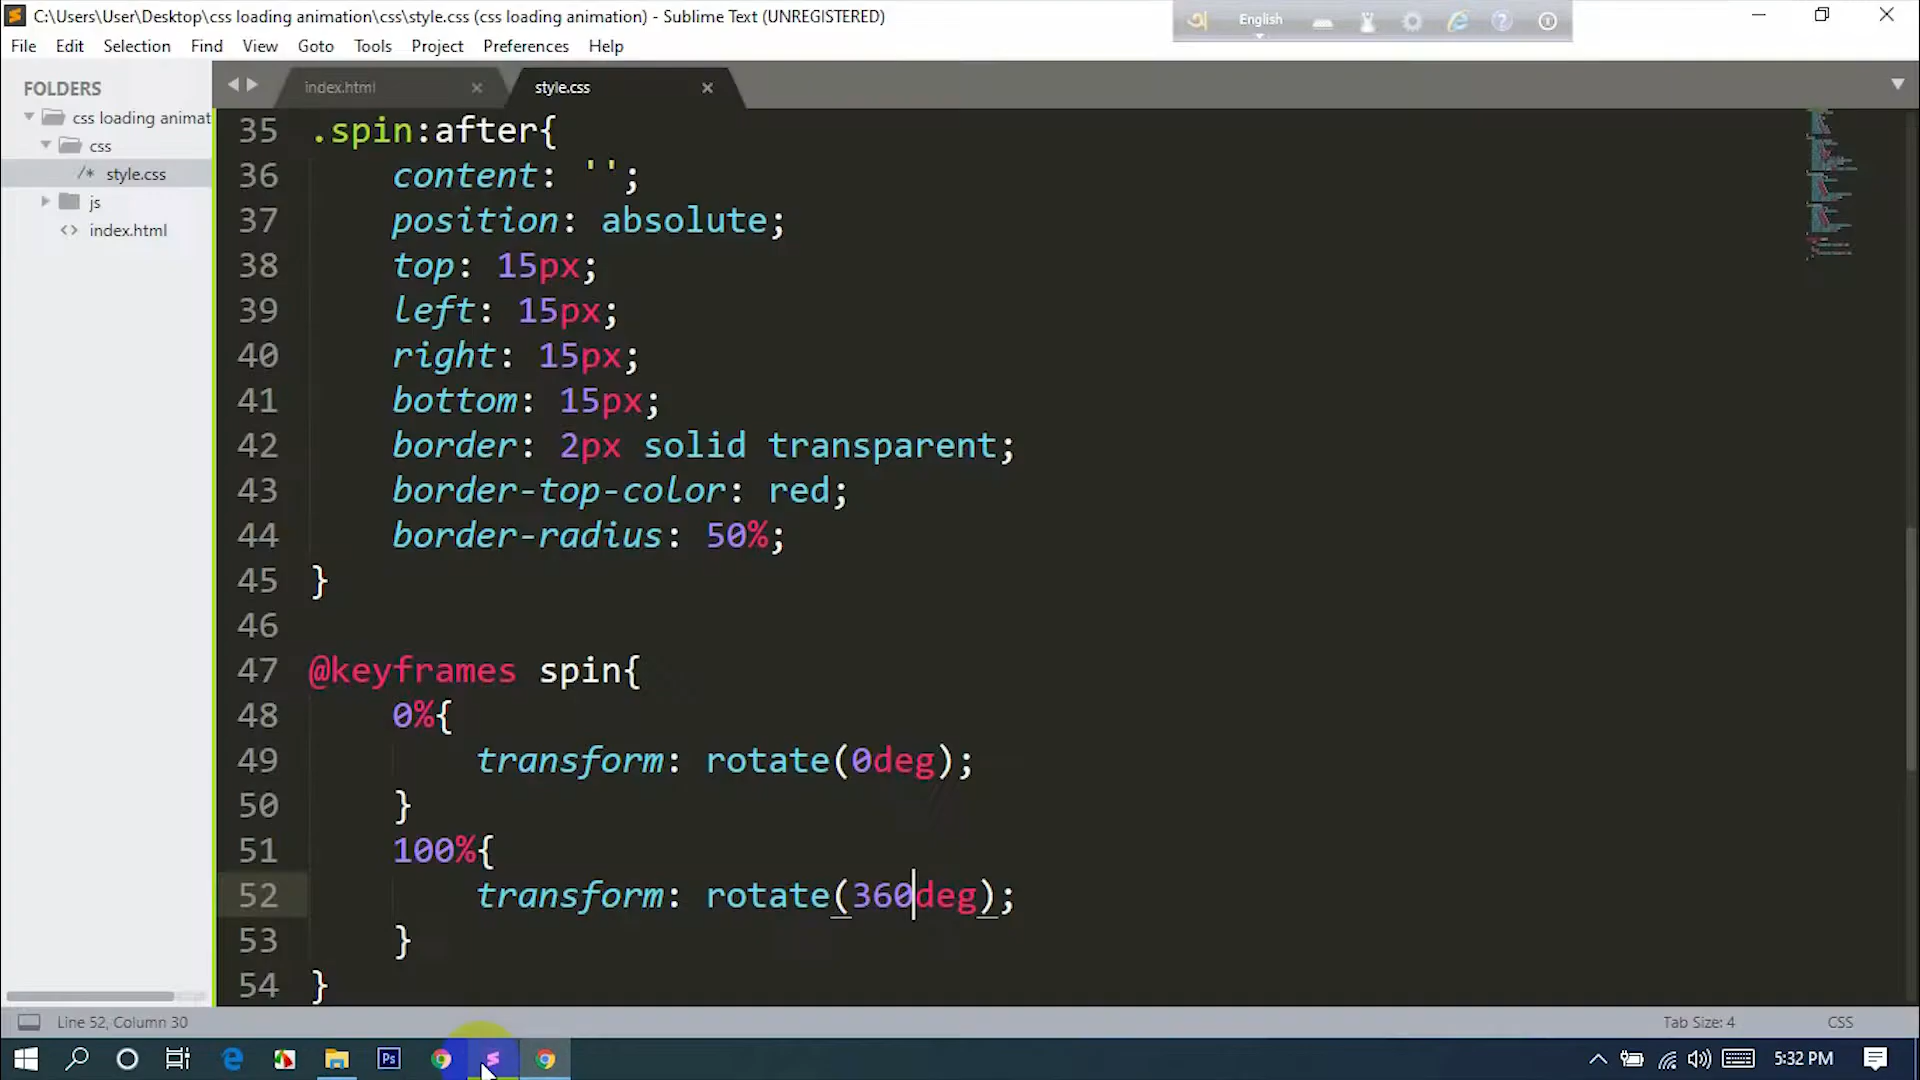 C:\Users\User\Desktop\css loading animation\css\style.css (css loading animation) - Sublime Text (UNREGISTERED)
English
File Edit Selection Find View Goto Tools Project Preferences Help
FOLDERS
css loading animat
css
/* style.css
js
<> index.html
index.html
style.css
35 .spin:after{
36 content: '';
37 position: absolute;
38 top: 15px;
39 left: 15px;
40 right: 15px;
41 bottom: 15px;
42 border: 2px solid transparent;
43 border-top-color: red;
44 border-radius: 50%;
45 }
46
47 @keyframes spin{
48 0%{
49 transform: rotate(0deg);
50 }
51 100%{
52 transform: rotate(360deg);
53 }
54 }
Line 52, Column 30
Tab Size: 4
CSS
Ps
5:32 PM